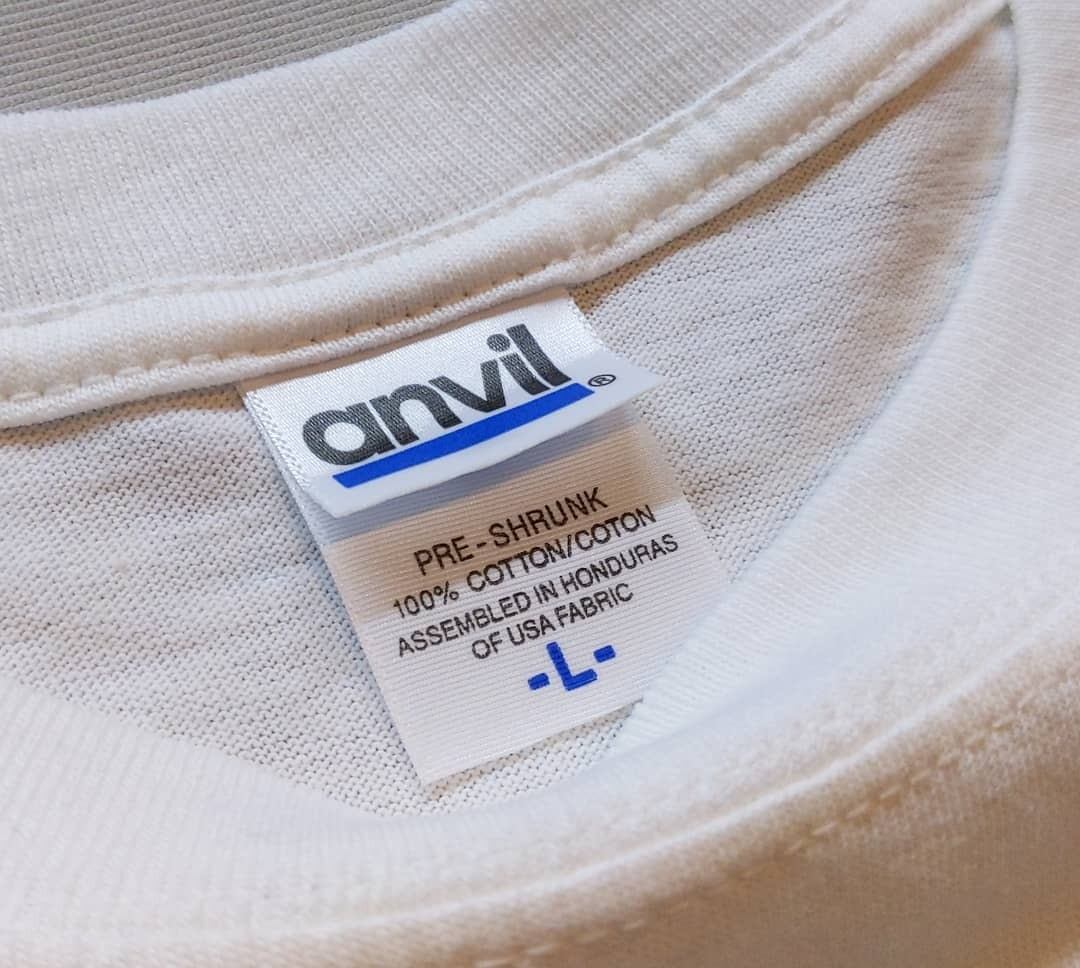 anvil®
PRE-SHRUNK
100% COTTON/COTON
ASSEMBLED IN HONDURAS
OF USA FABRIC
-L-